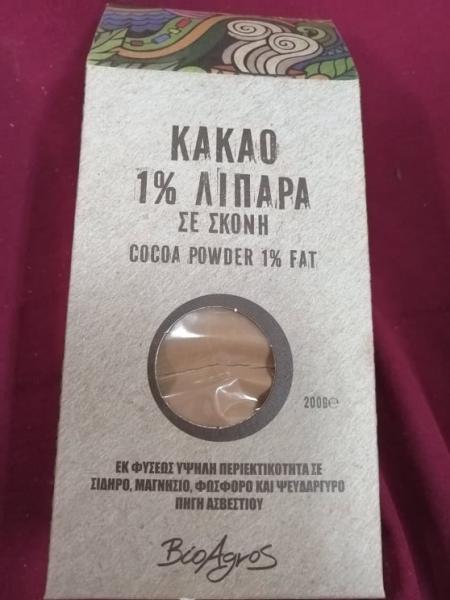 ΚΑΚΑΟ
1% ΛΙΠΑΡΑ
ΣΕ ΣΚΟΝΗ
COCOA POWDER 1% FAT
200g℮
ΕΚ ΦΥΣΕΩΣ ΥΨΗΛΗ ΠΕΡΙΕΚΤΙΚΟΤΗΤΑ ΣΕ
ΣΙΔΗΡΟ, ΜΑΓΝΗΣΙΟ, ΦΩΣΦΟΡΟ ΚΑΙ ΨΕΥΔΑΡΓΥΡΟ
ΠΗΓΗ ΑΣΒΕΣΤΙΟΥ
BioAgros